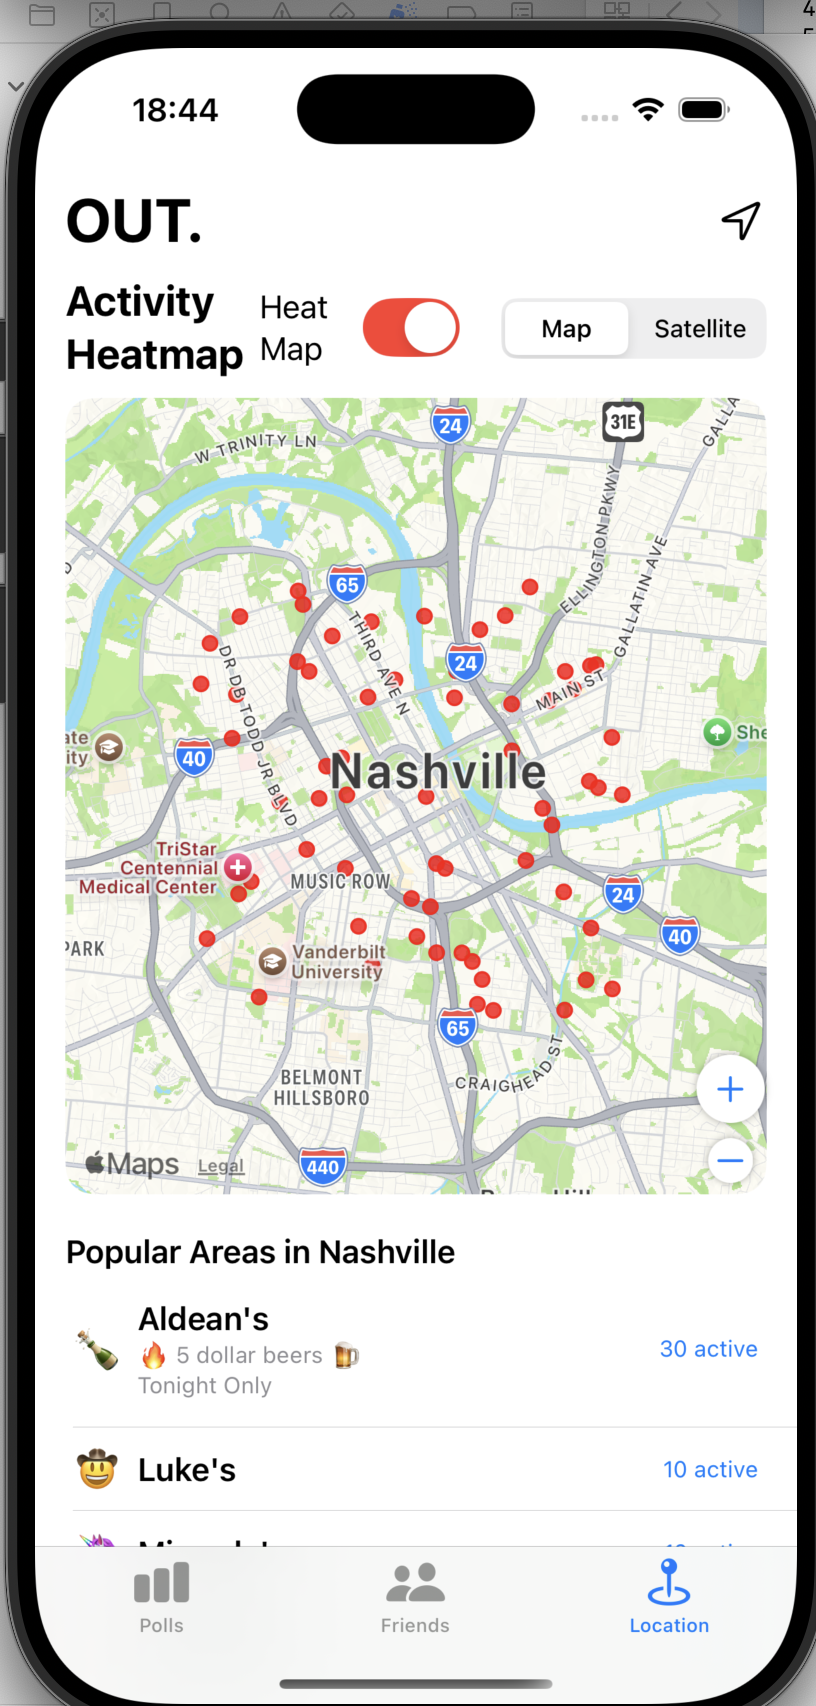 18:44
OUT.
Activity
Heatmap
Heat
Map
Map
Satellite
24
31E
GALLA
W TRINITY LN
ELLINGTON PKWY
GALLATIN AVE
65
THIRD AVE N
24
DR DB TODD JR BLVD
MAIN ST
ate
ity
40
She
Nashville
TriStar
Centennial
Medical Center
MUSIC ROW
24
40
PARK
Vanderbilt
University
65
CRAIGHEAD ST
BELMONT
HILLSBORO
Maps
Legal
440
Popular Areas in Nashville
Aldean's
🔥 5 dollar beers 🍺
Tonight Only
30 active
Luke's
10 active
Polls
Friends
Location